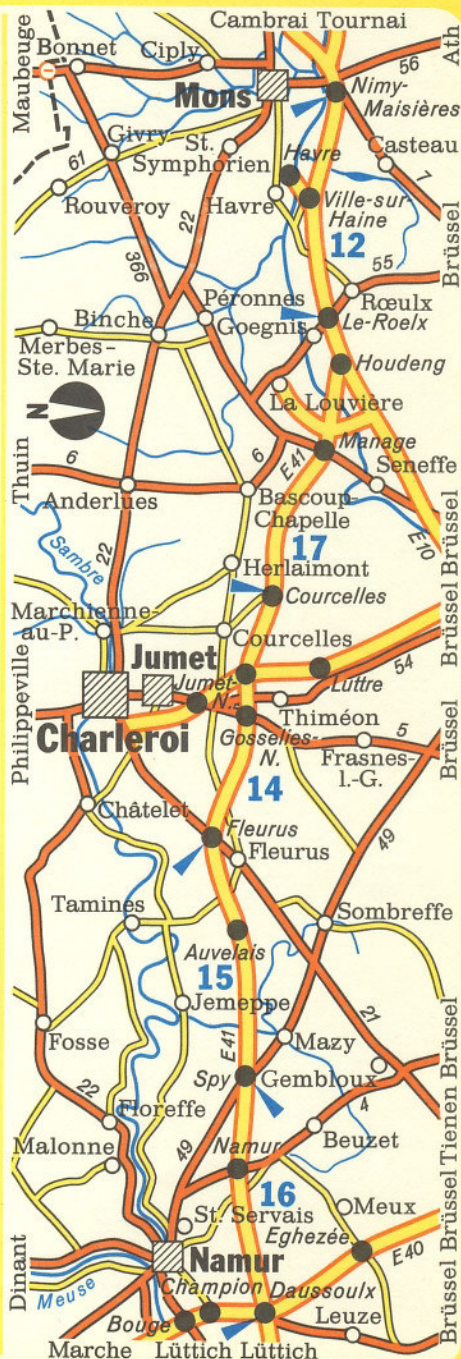 Cambrai Tournai
Maubeuge
Bonnet
Ciply
56
Ath
Mons
Nimy-
Maisières
Givry
St.
Symphorien
Havre
Casteau
61
7
Rouveroy
22
Havre
Ville-sur-
Haine
12
Brüssel
366
55
Péronnes
Rœulx
Binche
Goegnis
Le-Roelx
Merbes-
Ste. Marie
Houdeng
N
La Louvière
Manage
Thuin
6
6
E41
Seneffe
Anderlues
Bascoup-
Chapelle
E10
Brüssel
Sambre
22
17
Herlaimont
Courcelles
Marchienne-
au-P.
Courcelles
Jumet
Jumet-
N.
Luttre
54
Philippeville
Charleroi
Thiméon
Brüssel
Gosselies-
N.
5
Frasnes-
l.-G.
14
49
Châtelet
Fleurus
Fleurus
Tamines
Sombreffe
Auvelais
15
Jemeppe
21
Fosse
E41
Mazy
Brüssel
22
Spy
Gembloux
Floreffe
4
Tienen
Malonne
49
Namur
Beuzet
16
Meux
St. Servais
Eghezée
Dinant
Namur
E40
Meuse
Champion
Daussoulx
Brüssel
Bouge
Leuze
Marche
Lüttich
Lüttich